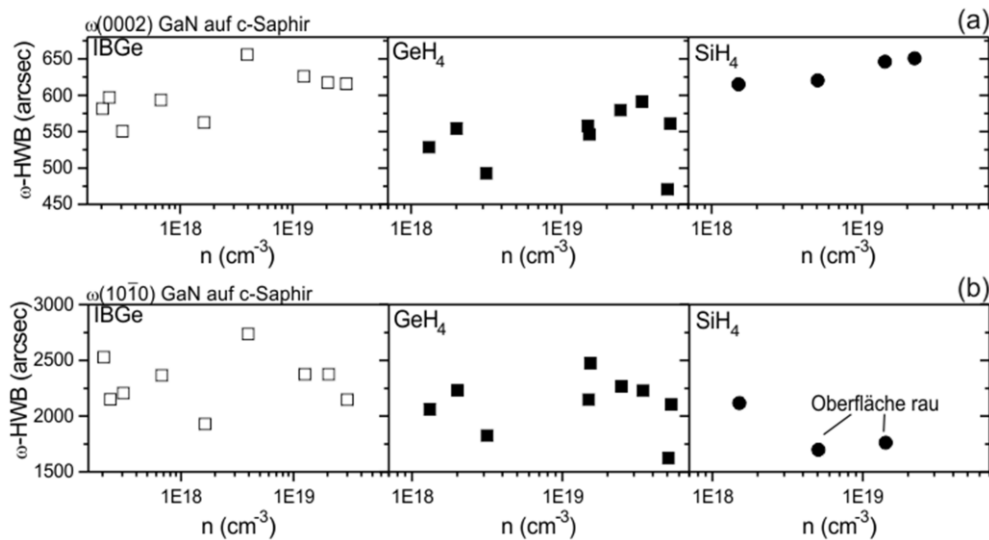 ω(0002) GaN auf c-Saphir
(a)
IBGe
GeH4
SiH4
ω-HWB (arcsec)
650
600
550
500
450
1E18 1E19 1E18 1E19 1E18 1E19
n (cm-3) n (cm-3) n (cm-3)
ω(101̄0) GaN auf c-Saphir
(b)
IBGe
GeH4
SiH4
ω-HWB (arcsec)
3000
2500
2000
1500
Oberfläche rau
1E18 1E19 1E18 1E19 1E18 1E19
n (cm-3) n (cm-3) n (cm-3)